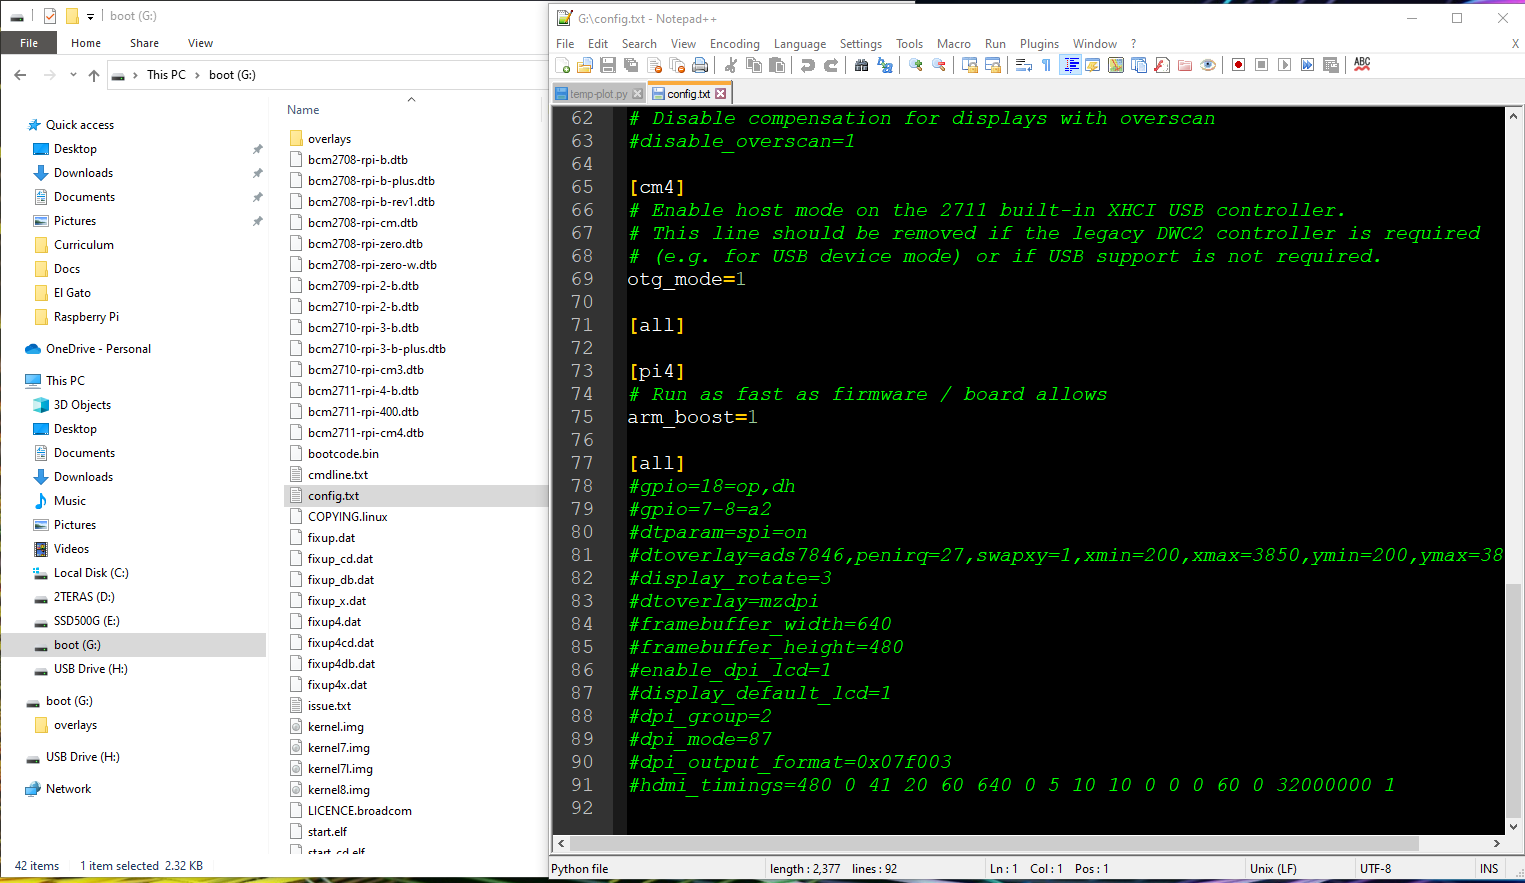 boot (G:)
File
Home
Share
View
This PC
boot (G:)
Name
Quick access
Desktop
Downloads
Documents
Pictures
Curriculum
Docs
El Gato
Raspberry Pi
OneDrive - Personal
This PC
3D Objects
Desktop
Documents
Downloads
Music
Pictures
Videos
Local Disk (C:)
2TERAS (D:)
SSD500G (E:)
boot (G:)
USB Drive (H:)
boot (G:)
overlays
USB Drive (H:)
Network
overlays
bcm2708-rpi-b.dtb
bcm2708-rpi-b-plus.dtb
bcm2708-rpi-b-rev1.dtb
bcm2708-rpi-cm.dtb
bcm2708-rpi-zero.dtb
bcm2708-rpi-zero-w.dtb
bcm2709-rpi-2-b.dtb
bcm2710-rpi-2-b.dtb
bcm2710-rpi-3-b.dtb
bcm2710-rpi-3-b-plus.dtb
bcm2710-rpi-cm3.dtb
bcm2711-rpi-4-b.dtb
bcm2711-rpi-400.dtb
bcm2711-rpi-cm4.dtb
bootcode.bin
cmdline.txt
config.txt
COPYING.linux
fixup.dat
fixup_cd.dat
fixup_db.dat
fixup_x.dat
fixup4.dat
fixup4cd.dat
fixup4db.dat
fixup4x.dat
issue.txt
kernel.img
kernel7.img
kernel7l.img
kernel8.img
LICENCE.broadcom
start.elf
start_cd.elf
42 items 1 item selected 2.32 KB
G:\config.txt - Notepad++
File Edit Search View Encoding Language Settings Tools Macro Run Plugins Window ? X
ABC
temp-plot.py config.txt
62 # Disable compensation for displays with overscan
63 #disable_overscan=1
64
65 [cm4]
66 # Enable host mode on the 2711 built-in XHCI USB controller.
67 # This line should be removed if the legacy DWC2 controller is required
68 # (e.g. for USB device mode) or if USB support is not required.
69 otg_mode=1
70
71 [all]
72
73 [pi4]
74 # Run as fast as firmware / board allows
75 arm_boost=1
76
77 [all]
78 #gpio=18=op,dh
79 #gpio=7-8=a2
80 #dtparam=spi=on
81 #dtoverlay=ads7846,penirq=27,swapxy=1,xmin=200,xmax=3850,ymin=200,ymax=38
82 #display_rotate=3
83 #dtoverlay=mzdpi
84 #framebuffer_width=640
85 #framebuffer_height=480
86 #enable_dpi_lcd=1
87 #display_default_lcd=1
88 #dpi_group=2
89 #dpi_mode=87
90 #dpi_output_format=0x07f003
91 #hdmi_timings=480 0 41 20 60 640 0 5 10 10 0 0 0 60 0 32000000 1
92
Python file length : 2,377 lines : 92 Ln : 1 Col : 1 Pos : 1 Unix (LF) UTF-8 INS